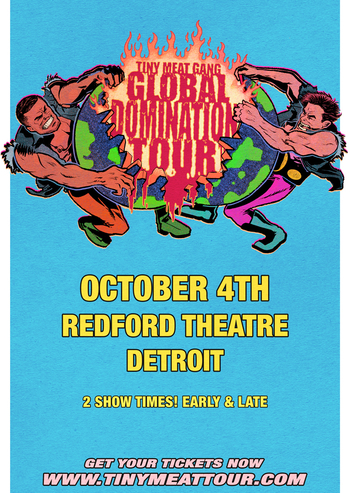 TINY MEAT GANG
GLOBAL
DOMINATION
TOUR
OCTOBER 4TH
REDFORD THEATRE
DETROIT
2 SHOW TIMES! EARLY & LATE
GET YOUR TICKETS NOW
WWW.TINYMEATTOUR.COM